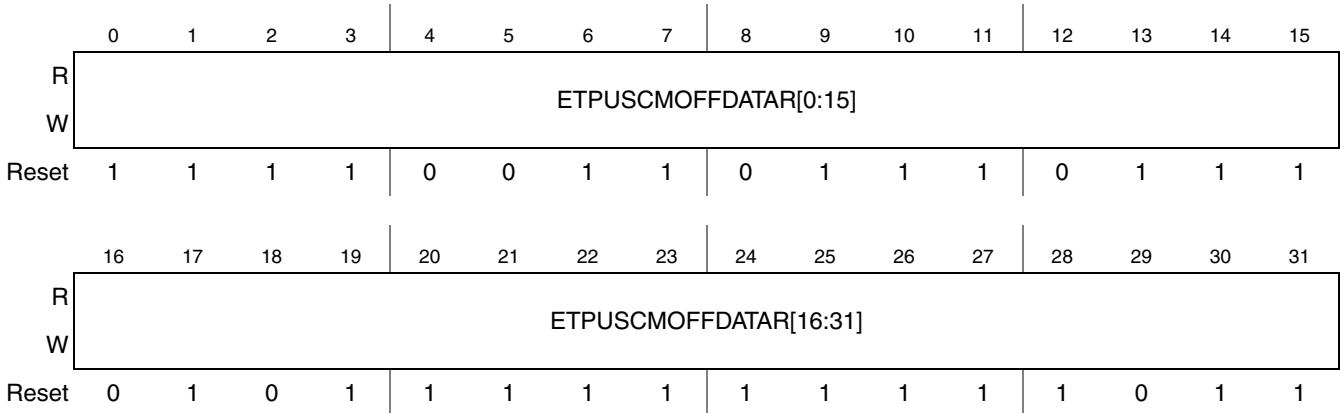 0 1 2 3 4 5 6 7 8 9 10 11 12 13 14 15
R
ETPUSCMOFFDATAR[0:15]
W
Reset 1 1 1 1 0 0 1 1 0 1 1 1 0 1 1 1
16 17 18 19 20 21 22 23 24 25 26 27 28 29 30 31
R
ETPUSCMOFFDATAR[16:31]
W
Reset 0 1 0 1 1 1 1 1 1 1 1 1 1 0 1 1